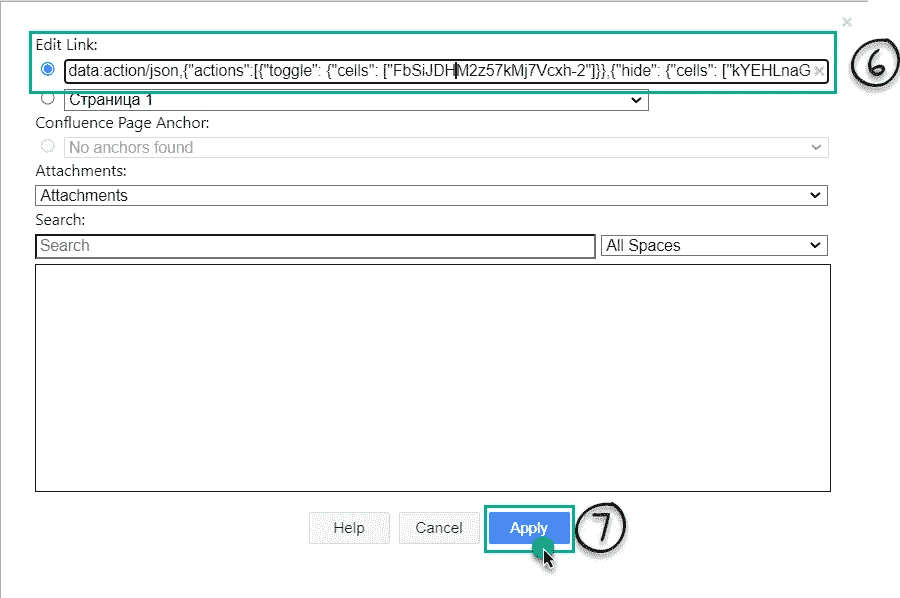 Edit Link:
data:action/json,{"actions":[{"toggle": {"cells": ["FbSiJDHM2z57kMj7Vcxh-2"]}},{"hide": {"cells": ["kYEHLnaG
6
Страница 1
Confluence Page Anchor:
No anchors found
Attachments:
Attachments
Search:
Search All Spaces
Help Cancel Apply 7